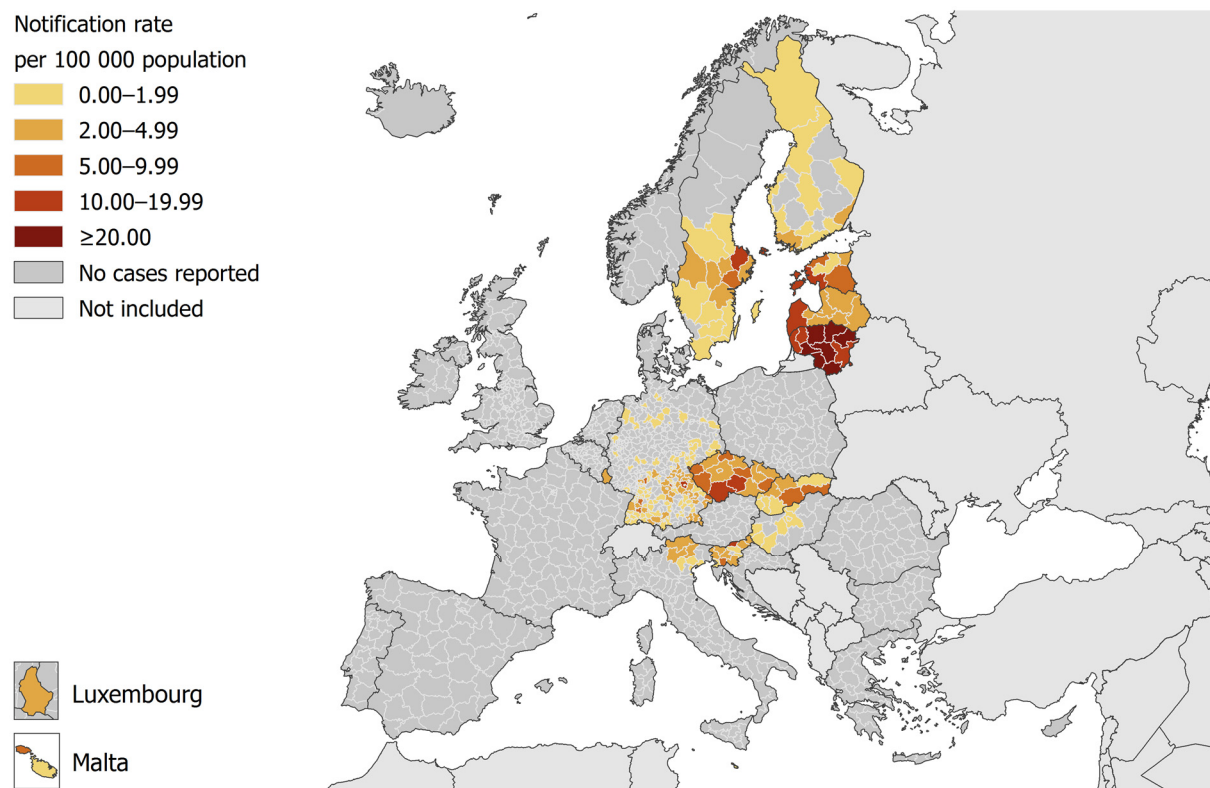 Notification rate
per 100 000 population
0.00–1.99
2.00–4.99
5.00–9.99
10.00–19.99
≥20.00
No cases reported
Not included
Luxembourg
Malta